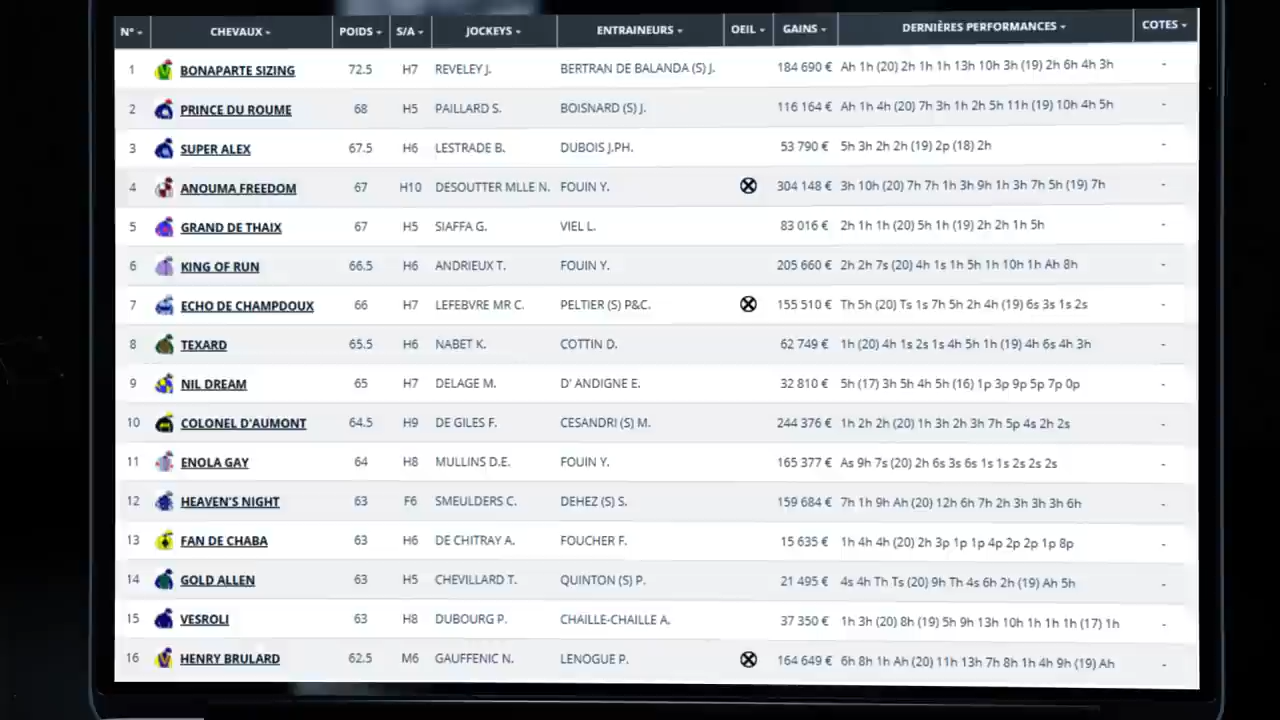 N° CHEVAUX POIDS S/A JOCKEYS ENTRAINEURS OEIL GAINS DERNIÈRES PERFORMANCES COTES
1 BONAPARTE SIZING 72.5 H7 REVELEY J. BERTRAN DE BALANDA (S) J. 184 690 € Ah 1h (20) 2h 1h 1h 13h 10h 3h (19) 2h 6h 4h 3h -
2 PRINCE DU ROUME 68 H5 PAILLARD S. BOISNARD (S) J. 116 164 € Ah 1h 4h (20) 7h 3h 1h 2h 5h 11h (19) 10h 4h 5h -
3 SUPER ALEX 67.5 H6 LESTRADE B. DUBOIS J.PH. 53 790 € 5h 3h 2h 2h (19) 2p (18) 2h -
4 ANOUMA FREEDOM 67 H10 DESOUTTER MLLE N. FOUIN Y. 304 148 € 3h 10h (20) 7h 7h 1h 3h 9h 1h 3h 7h 5h (19) 7h -
5 GRAND DE THAIX 67 H5 SIAFFA G. VIEL L. 83 016 € 2h 1h 1h (20) 5h 1h (19) 2h 2h 1h 5h -
6 KING OF RUN 66.5 H6 ANDRIEUX T. FOUIN Y. 205 660 € 2h 2h 7s (20) 4h 1s 1h 5h 1h 10h 1h Ah 8h -
7 ECHO DE CHAMPDOUX 66 H7 LEFEBVRE MR C. PELTIER (S) P&C. 155 510 € Th 5h (20) Ts 1s 7h 5h 2h 4h (19) 6s 3s 1s 2s -
8 TEXARD 65.5 H6 NABET K. COTTIN D. 62 749 € 1h (20) 4h 1s 2s 1s 4h 5h 1h (19) 4h 6s 4h 3h -
9 NIL DREAM 65 H7 DELAGE M. D' ANDIGNE E. 32 810 € 5h (17) 3h 5h 4h 5h (16) 1p 3p 9p 5p 7p 0p -
10 COLONEL D'AUMONT 64.5 H9 DE GILES F. CESANDRI (S) M. 244 376 € 1h 2h 2h 2h (20) 1h 3h 2h 3h 7h 5p 4s 2h 2s -
11 ENOLA GAY 64 H8 MULLINS D.E. FOUIN Y. 165 377 € As 9h 7s (20) 2h 6s 3s 6s 1s 1s 2s 2s 2s -
12 HEAVEN'S NIGHT 63 F6 SMEULDERS C. DEHEZ (S) S. 159 684 € 7h 1h 9h Ah (20) 12h 6h 7h 2h 3h 3h 3h 6h -
13 FAN DE CHABA 63 H6 DE CHITRAY A. FOUCHER F. 15 635 € 1h 4h 4h (20) 2h 3p 1p 1p 4p 2p 2p 1p 8p -
14 GOLD ALLEN 63 H5 CHEVILLARD T. QUINTON (S) P. 21 495 € 4s 4h Th Ts (20) 9h Th 4s 6h 2h (19) Ah 5h -
15 VESROLI 63 H8 DUBOURG P. CHAILLE-CHAILLE A. 37 350 € 1h 3h (20) 8h (19) 5h 9h 13h 10h 1h 1h 1h (17) 1h -
16 HENRY BRULARD 62.5 M6 GAUFFENIC N. LENOGUE P. 164 649 € 6h 8h 1h Ah (20) 11h 13h 7h 8h 1h 4h 9h (19) Ah -